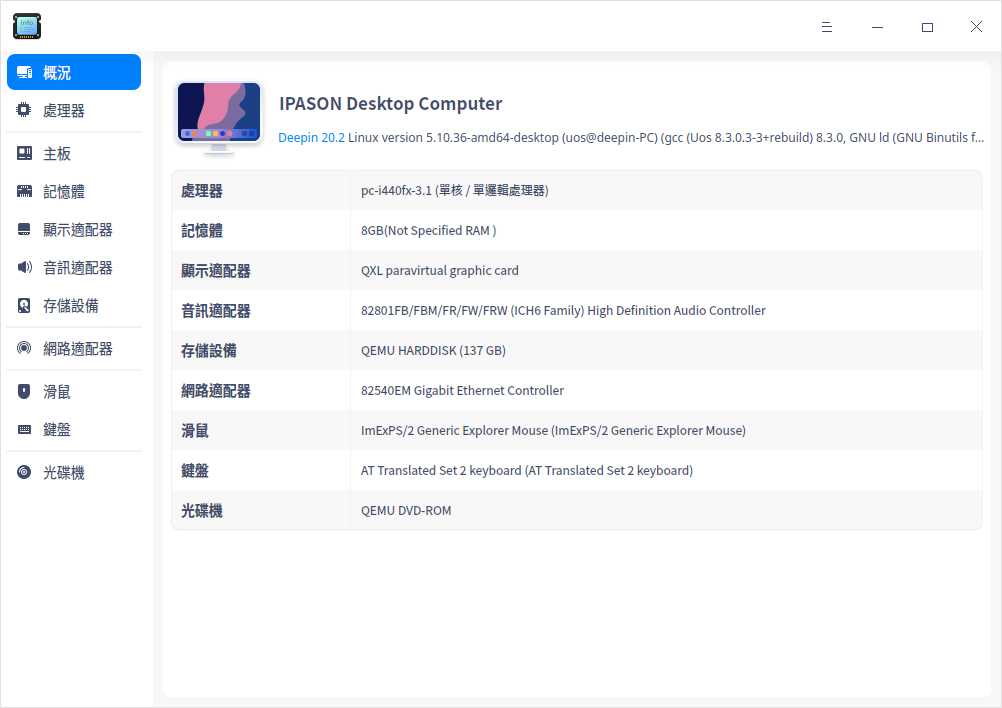 info
概況
處理器
主板
記憶體
顯示適配器
音訊適配器
存儲設備
網路適配器
滑鼠
鍵盤
光碟機
IPASON Desktop Computer
Deepin 20.2 Linux version 5.10.36-amd64-desktop (uos@deepin-PC) (gcc (Uos 8.3.0.3-3+rebuild) 8.3.0, GNU ld (GNU Binutils f...
處理器 pc-i440fx-3.1 (單核 / 單邏輯處理器)
記憶體 8GB(Not Specified RAM )
顯示適配器 QXL paravirtual graphic card
音訊適配器 82801FB/FBM/FR/FW/FRW (ICH6 Family) High Definition Audio Controller
存儲設備 QEMU HARDDISK (137 GB)
網路適配器 82540EM Gigabit Ethernet Controller
滑鼠 ImExPS/2 Generic Explorer Mouse (ImExPS/2 Generic Explorer Mouse)
鍵盤 AT Translated Set 2 keyboard (AT Translated Set 2 keyboard)
光碟機 QEMU DVD-ROM